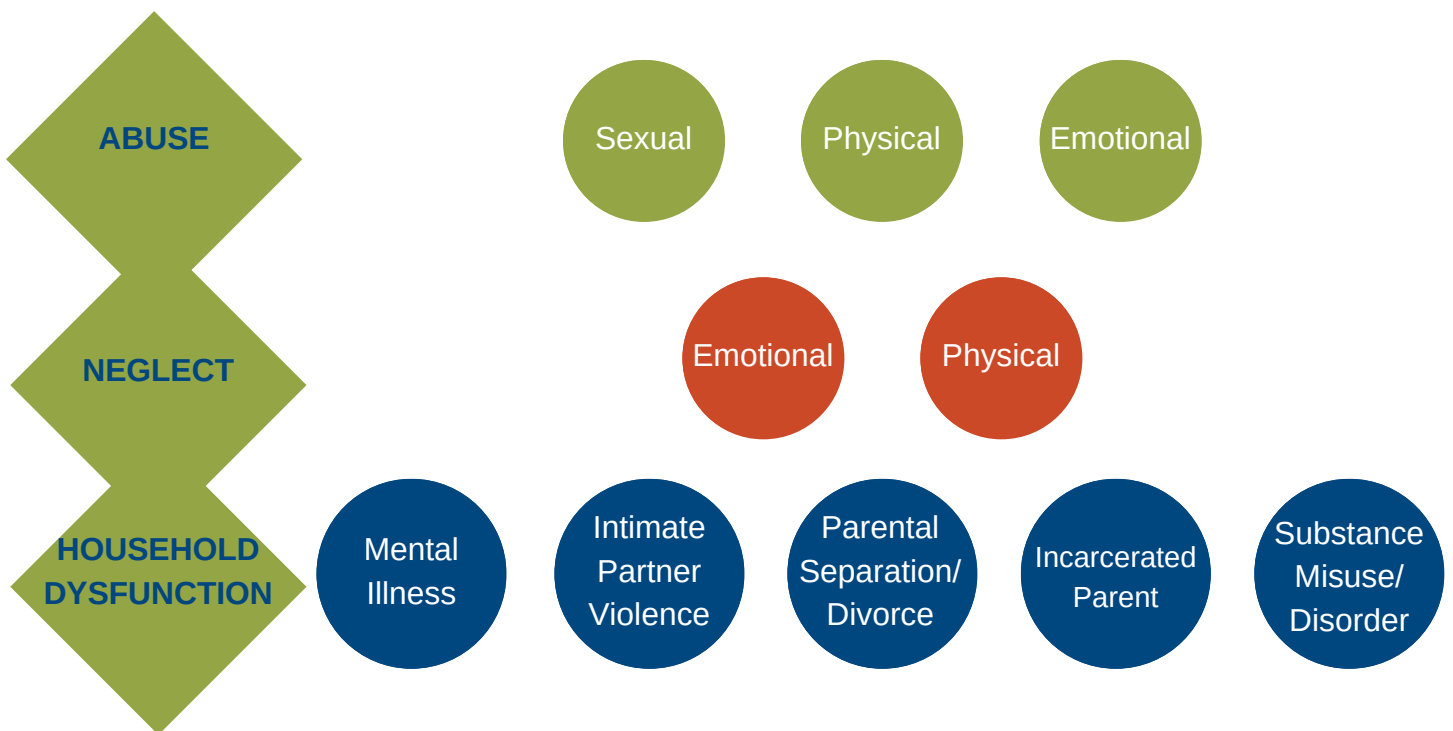 ABUSE
Sexual
Physical
Emotional
NEGLECT
Emotional
Physical
HOUSEHOLD
DYSFUNCTION
Mental
Illness
Intimate
Partner
Violence
Parental
Separation/
Divorce
Incarcerated
Parent
Substance
Misuse/
Disorder